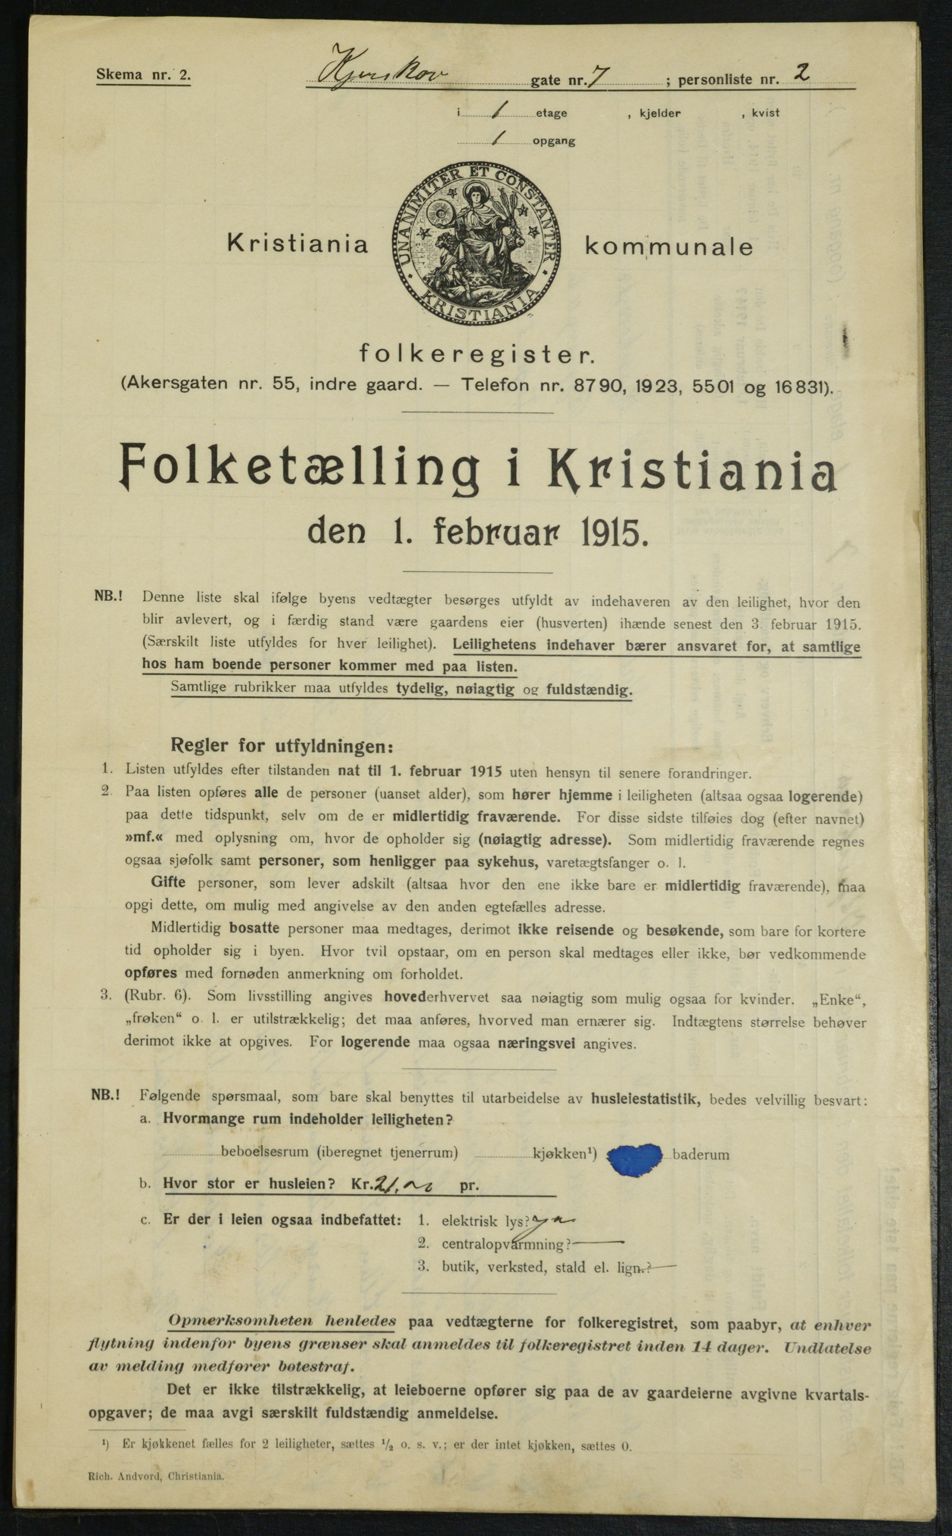 Skema nr. 2. Kjerskov gate nr. 7 ; personliste nr. 2
i 1 etage , kjelder , kvist
1 opgang
UNANIMITER ET CONSTANTER
KRISTIANIA
Kristiania kommunale
folkeregister.
(Akersgaten nr. 55, indre gaard. — Telefon nr. 8790, 1923, 5501 og 16831).
Folketælling i Kristiania
den 1. februar 1915.
NB.! Denne liste skal ifølge byens vedtægter besørges utfyldt av indehaveren av den leilighet, hvor den
blir avlevert, og i færdig stand være gaardens eier (husverten) ihænde senest den 3 februar 1915.
(Særskilt liste utfyldes for hver leilighet). Leilighetens indehaver bærer ansvaret for, at samtlige
hos ham boende personer kommer med paa listen.
Samtlige rubrikker maa utfyldes tydelig, nøiagtig og fuldstændig.
Regler for utfyldningen:
1. Listen utfyldes efter tilstanden nat til 1. februar 1915 uten hensyn til senere forandringer.
2 Paa listen opføres alle de personer (uanset alder), som hører hjemme i leiligheten (altsaa ogsaa logerende)
paa dette tidspunkt, selv om de er midlertidig fraværende. For disse sidste tilføies dog (efter navnet)
»mf.« med oplysning om, hvor de opholder sig (nøiagtig adresse). Som midlertidig fraværende regnes
ogsaa sjøfolk samt personer, som henligger paa sykehus, varetægtsfanger o. l.
Gifte personer, som lever adskilt (altsaa hvor den ene ikke bare er midlertidig fraværende), maa
opgi dette, om mulig med angivelse av den anden egtefælles adresse.
Midlertidig bosatte personer maa medtages, derimot ikke reisende og besøkende, som bare for kortere
tid opholder sig i byen. Hvor tvil opstaar, om en person skal medtages eller ikke, bør vedkommende
opføres med fornøden anmerkning om forholdet.
3. (Rubr. 6). Som livsstilling angives hovederhvervet saa nøiagtig som mulig ogsaa for kvinder. „Enke“,
„frøken“ o l. er utilstrækkelig; det maa anføres, hvorved man ernærer sig. Indtægtens størrelse behøver
derimot ikke at opgives. For logerende maa ogsaa næringsvei angives.
NB.! Følgende spørsmaal, som bare skal benyttes til utarbeidelse av husleiestatistik, bedes velvillig besvart:
a. Hvormange rum indeholder leiligheten?
beboelsesrum (iberegnet tjenerrum) kjøkken¹) baderum
b. Hvor stor er husleien? Kr. 21,00 pr.
c. Er der i leien ogsaa indbefattet: 1. elektrisk lys? ja
2. centralopvarmning? —
3. butik, verksted, stald el. lign.? —
Opmerksomheten henledes paa vedtægterne for folkeregistret, som paabyr, at enhver
flytning indenfor byens grænser skal anmeldes til folkeregistret inden 14 dager. Undlatelse
av melding medfører bøtestraf.
Det er ikke tilstrækkelig, at leieboerne opfører sig paa de av gaardeierne avgivne kvartals-
opgaver; de maa avgi særskilt fuldstændig anmeldelse.
¹) Er kjøkkenet fælles for 2 leiligheter, sættes ½ o. s. v.; er der intet kjøkken, sættes 0.
Rich. Andvord, Christiania.